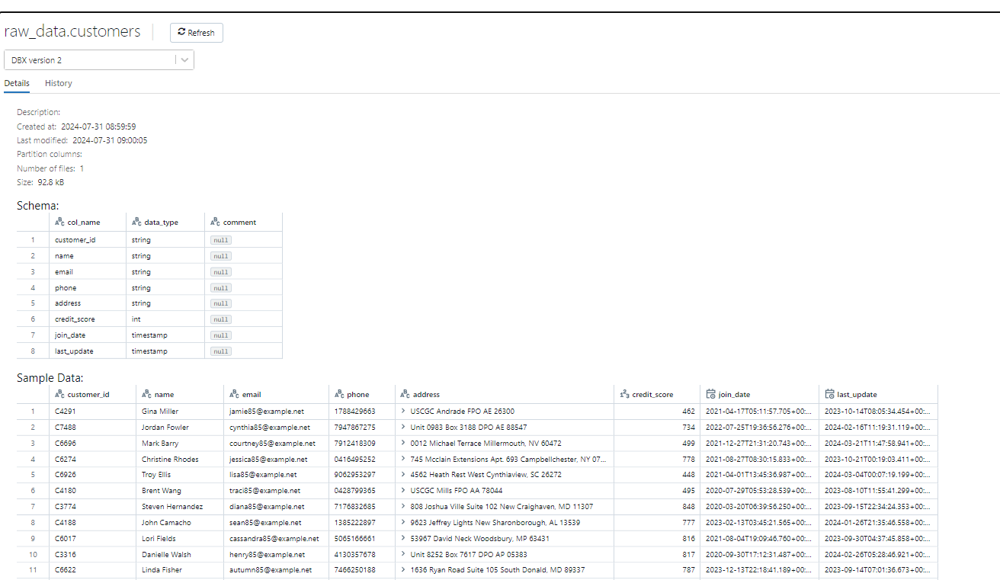 raw_data.customers Refresh
DBX version 2
Details History
Description:
Created at: 2024-07-31 08:59:59
Last modified: 2024-07-31 09:00:05
Partition columns:
Number of files: 1
Size: 92.8 kB
Schema:
ABC col_name ABC data_type ABC comment
1 customer_id string null
2 name string null
3 email string null
4 phone string null
5 address string null
6 credit_score int null
7 join_date timestamp null
8 last_update timestamp null
Sample Data:
ABC customer_id ABC name ABC email ABC phone ABC address 123 credit_score join_date last_update
1 C4291 Gina Miller jamie85@example.net 1788429663 > USCGC Andrade FPO AE 26300 462 2021-04-17T05:11:57.705+00:... 2023-10-14T08:05:34.454+00:...
2 C7488 Jordan Fowler cynthia85@example.net 7947867275 > Unit 0983 Box 3188 DPO AE 88547 734 2022-07-25T19:36:56.276+00:... 2024-02-16T11:19:31.119+00:...
3 C6696 Mark Barry courtney85@example.net 7912418309 > 0012 Michael Terrace Millermouth, NV 60472 499 2021-12-27T21:31:20.743+00:... 2024-03-21T11:47:58.941+00:...
4 C6274 Christine Rhodes jessica85@example.net 0416495252 > 745 Mcclain Extensions Apt. 693 Campbellchester, NY 07... 778 2021-08-27T08:30:15.833+00:... 2023-10-21T00:19:03.411+00:...
5 C6926 Troy Ellis lisa85@example.net 9062953297 > 4562 Heath Rest West Cynthiaview, SC 26272 448 2021-04-01T13:45:36.987+00:... 2024-03-04T00:07:19.199+00:...
6 C4180 Brent Wang traci85@example.net 0428799365 > USCGC Mills FPO AA 78044 495 2020-07-29T05:53:28.539+00:... 2023-08-10T11:55:41.299+00:...
7 C3774 Steven Hernandez diana85@example.net 7176832685 > 808 Joshua Ville Suite 102 New Craighaven, MD 11307 848 2020-03-20T06:39:56.250+00:... 2023-09-15T22:34:24.353+00:...
8 C4188 John Camacho sean85@example.net 1385222897 > 9623 Jeffrey Lights New Sharonborough, AL 13539 777 2023-02-13T03:45:21.565+00:... 2024-01-26T21:35:46.558+00:...
9 C6017 Lori Fields cassandra85@example.net 5065166661 > 53967 David Neck Woodsbury, MP 63431 816 2021-08-04T19:09:46.760+00:... 2023-09-30T04:37:45.858+00:...
10 C3316 Danielle Walsh henry85@example.net 4130357678 > Unit 8252 Box 7617 DPO AP 05383 817 2020-09-30T17:12:31.487+00:... 2024-02-26T05:28:46.921+00:...
11 C6622 Linda Fisher autumn85@example.net 7466250188 > 1636 Ryan Road Suite 105 South Donald, MD 89337 787 2023-12-13T22:18:41.189+00:... 2023-09-14T07:01:36.673+00:...